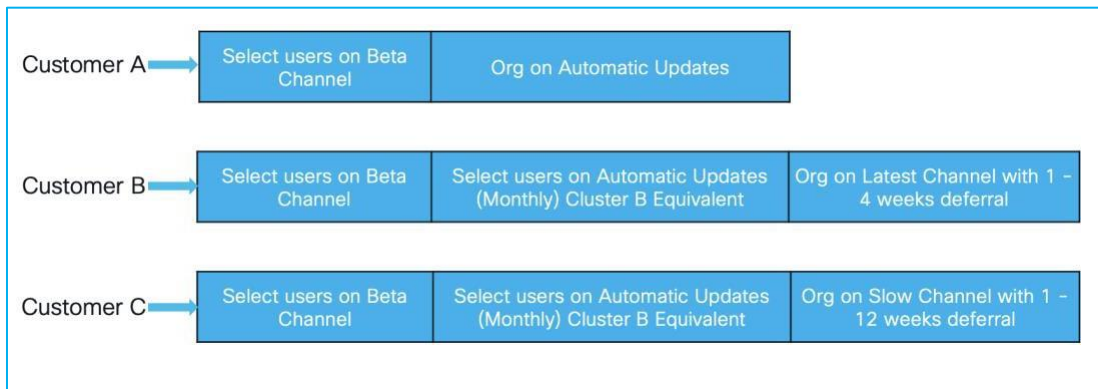 Customer A
Select users on Beta
Channel
Org on Automatic Updates
Customer B
Select users on Beta
Channel
Select users on Automatic Updates
(Monthly) Cluster B Equivalent
Org on Latest Channel with 1 –
4 weeks deferral
Customer C
Select users on Beta
Channel
Select users on Automatic Updates
(Monthly) Cluster B Equivalent
Org on Slow Channel with 1 –
12 weeks deferral